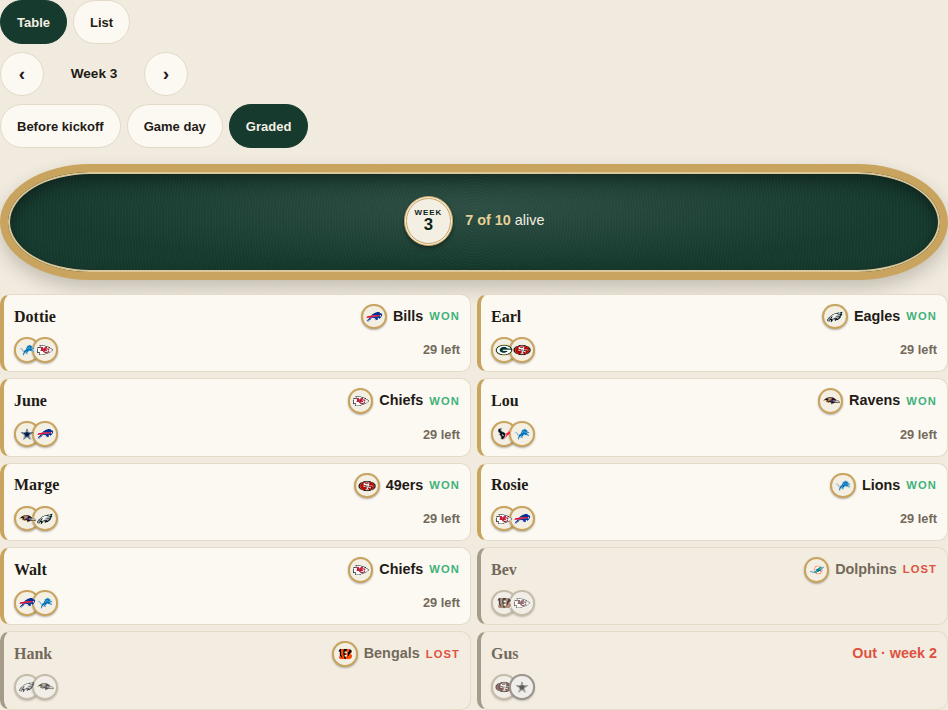 Table List
‹ Week 3 ›
Before kickoff Game day Graded
WEEK
3
7 of 10 alive
Dottie Bills WON
29 left
Earl Eagles WON
29 left
June Chiefs WON
29 left
Lou Ravens WON
29 left
Marge 49ers WON
29 left
Rosie Lions WON
29 left
Walt Chiefs WON
29 left
Bev Dolphins LOST
Hank Bengals LOST
Gus Out · week 2